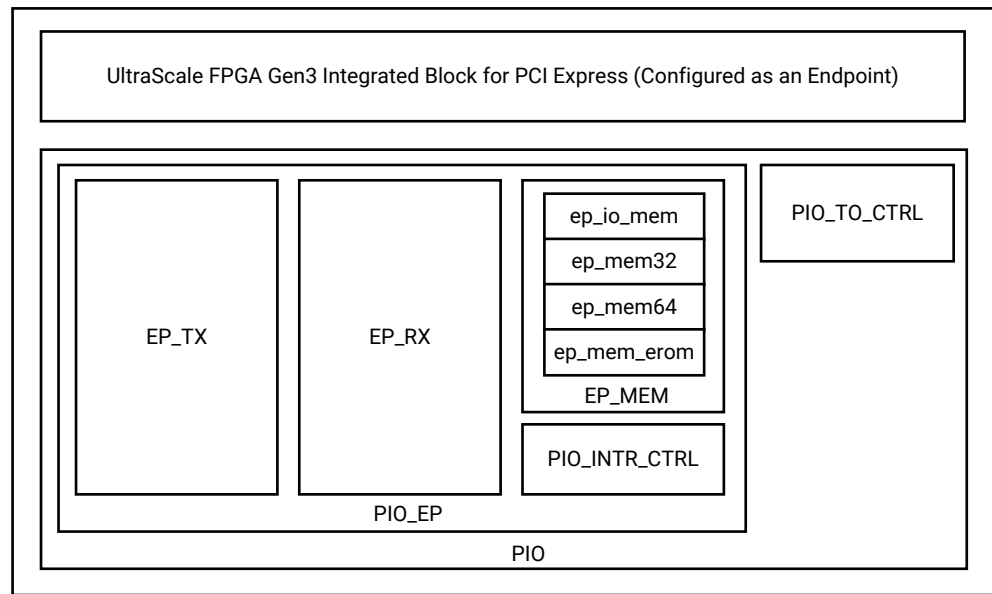 UltraScale FPGA Gen3 Integrated Block for PCI Express (Configured as an Endpoint)
EP_TX
EP_RX
ep_io_mem
ep_mem32
ep_mem64
ep_mem_erom
EP_MEM
PIO_INTR_CTRL
PIO_EP
PIO_TO_CTRL
PIO